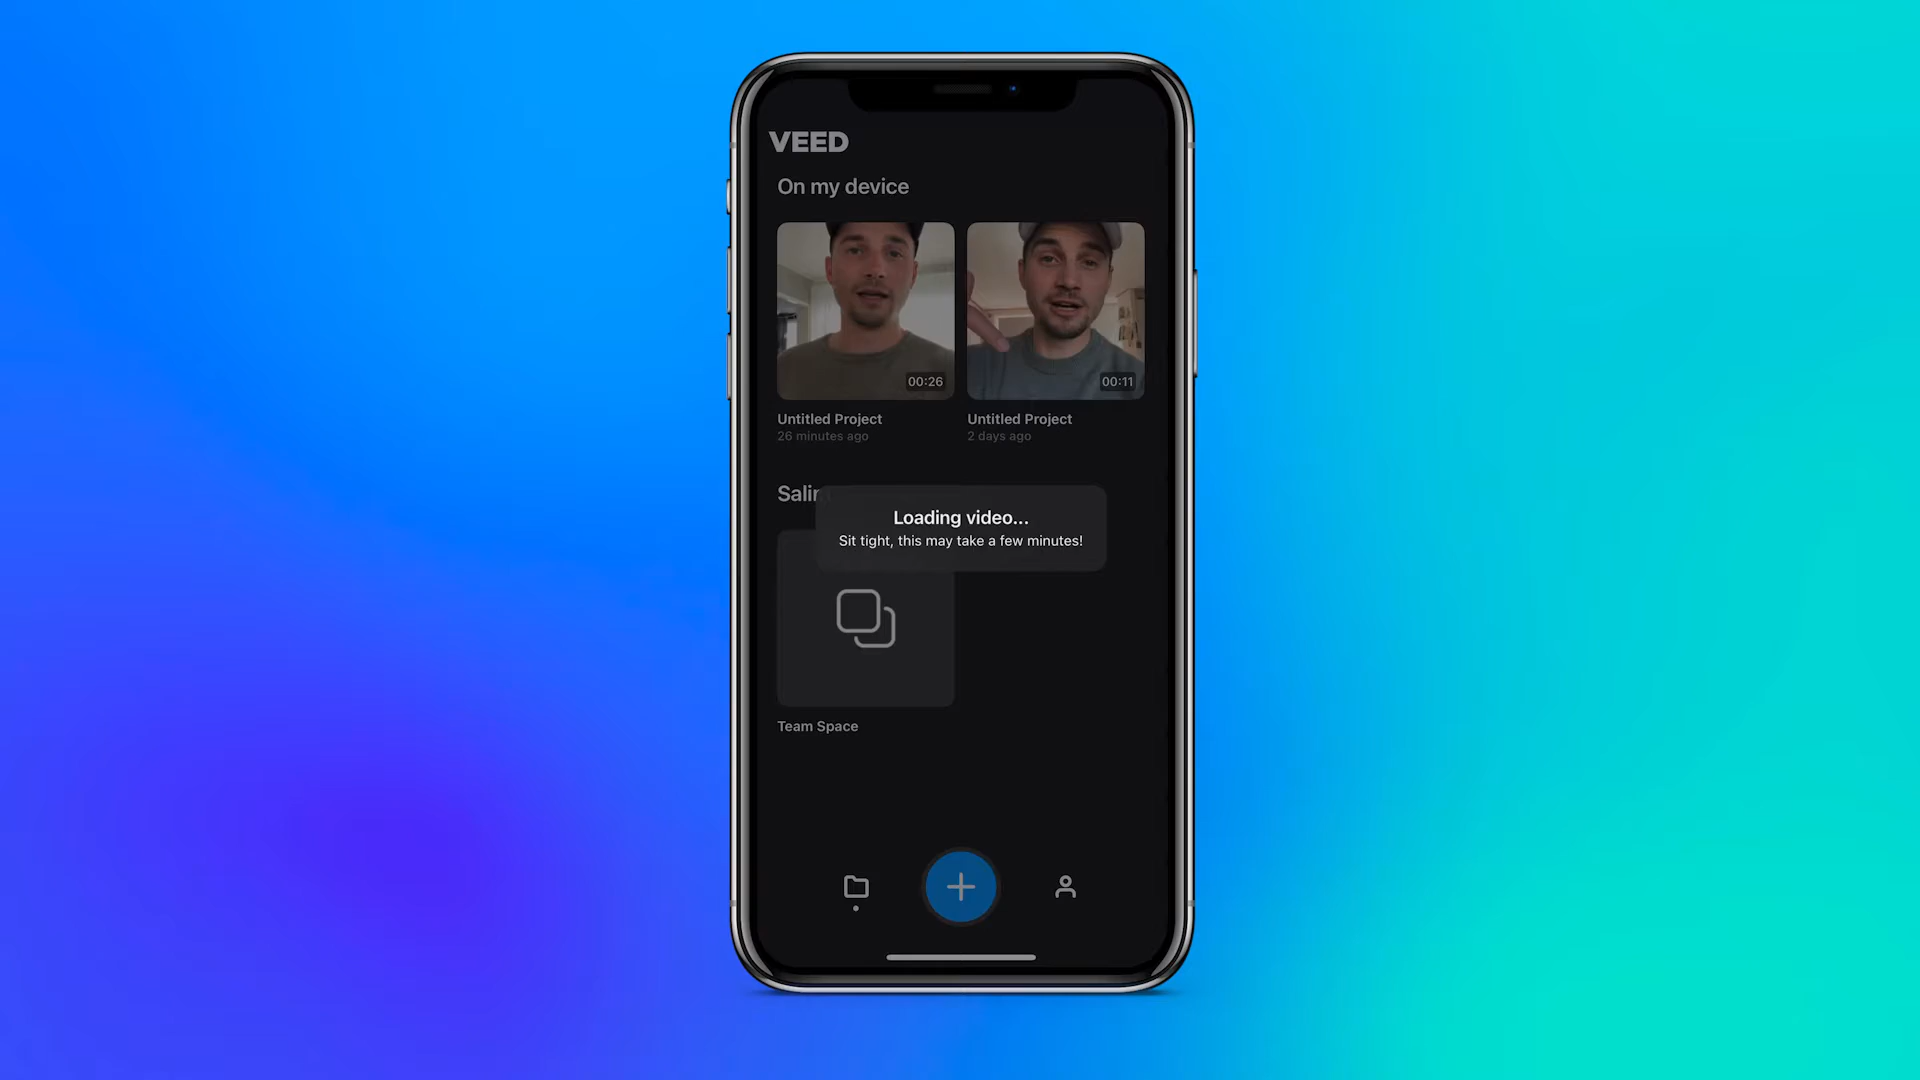 VEED
On my device
00:26
00:11
Untitled Project
Untitled Project
26 minutes ago
2 days ago
Loading video...
Sit tight, this may take a few minutes!
Team Space